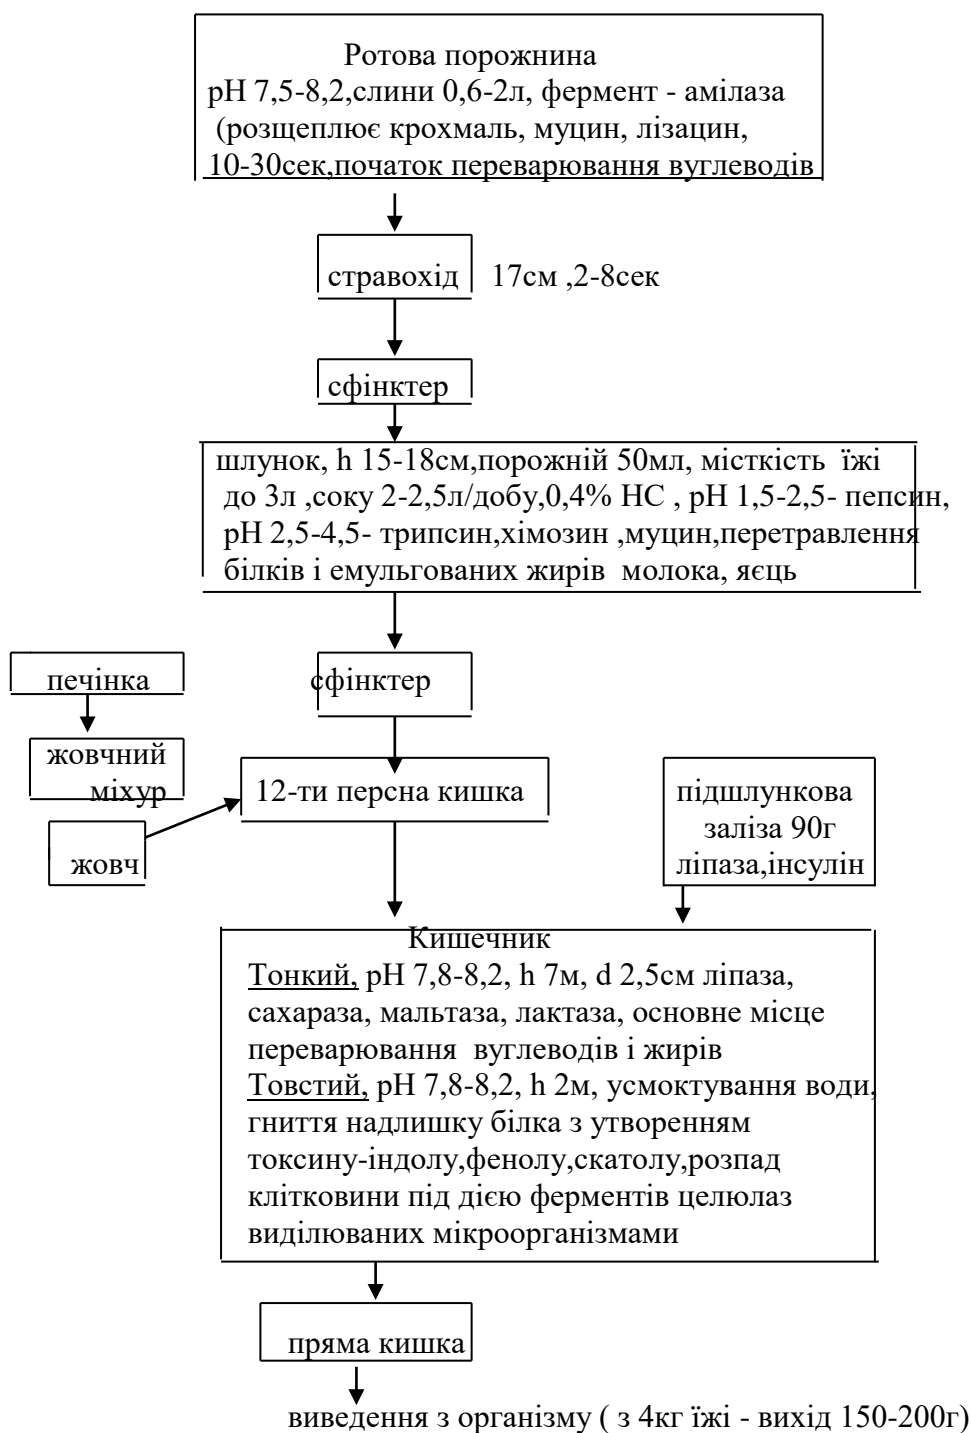 Ротова порожнина
рН 7,5-8,2,слини 0,6-2л, фермент - амілаза
(розщеплює крохмаль, муцин, лізацин,
10-30сек,початок переварювання вуглеводів
стравохід 17см ,2-8сек
сфінктер
шлунок, h 15-18см,порожній 50мл, місткість їжі
до 3л ,соку 2-2,5л/добу,0,4% НС , рН 1,5-2,5- пепсин,
рН 2,5-4,5- трипсин,хімозин ,муцин,перетравлення
білків і емульгованих жирів молока, яєць
печінка
сфінктер
жовчний
міхур
12-ти персна кишка
підшлункова
заліза 90г
ліпаза,інсулін
жовч
Кишечник
Тонкий, рН 7,8-8,2, h 7м, d 2,5см ліпаза,
сахараза, мальтаза, лактаза, основне місце
переварювання вуглеводів і жирів
Товстий, рН 7,8-8,2, h 2м, усмоктування води,
гниття надлишку білка з утворенням
токсину-індолу,фенолу,скатолу,розпад
клітковини під дією ферментів целюлаз
виділюваних мікроорганізмами
пряма кишка
виведення з організму ( з 4кг їжі - вихід 150-200г)